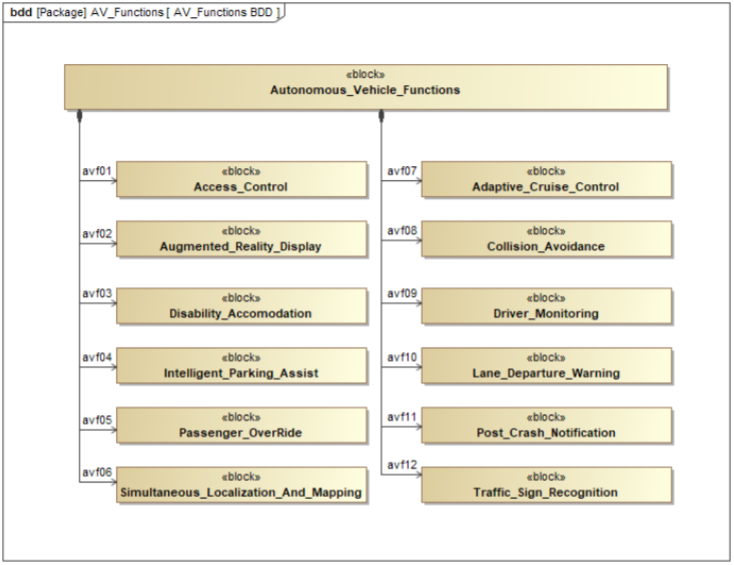 bdd [Package] AV_Functions [ AV_Functions BDD ]
«block»
Autonomous_Vehicle_Functions
avf01
«block»
Access_Control
avf02
«block»
Augmented_Reality_Display
avf03
«block»
Disability_Accomodation
avf04
«block»
Intelligent_Parking_Assist
avf05
«block»
Passenger_OverRide
avf06
«block»
Simultaneous_Localization_And_Mapping
avf07
«block»
Adaptive_Cruise_Control
avf08
«block»
Collision_Avoidance
avf09
«block»
Driver_Monitoring
avf10
«block»
Lane_Departure_Warning
avf11
«block»
Post_Crash_Notification
avf12
«block»
Traffic_Sign_Recognition